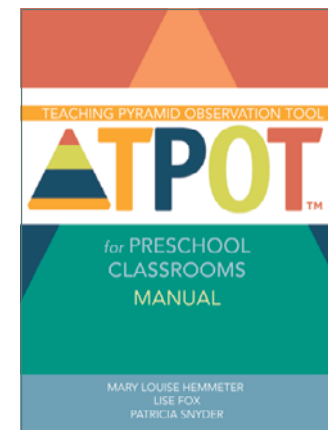 TEACHING PYRAMID OBSERVATION TOOL
TPOT™
for PRESCHOOL
CLASSROOMS
MANUAL
MARY LOUISE HEMMETER
LISE FOX
PATRICIA SNYDER